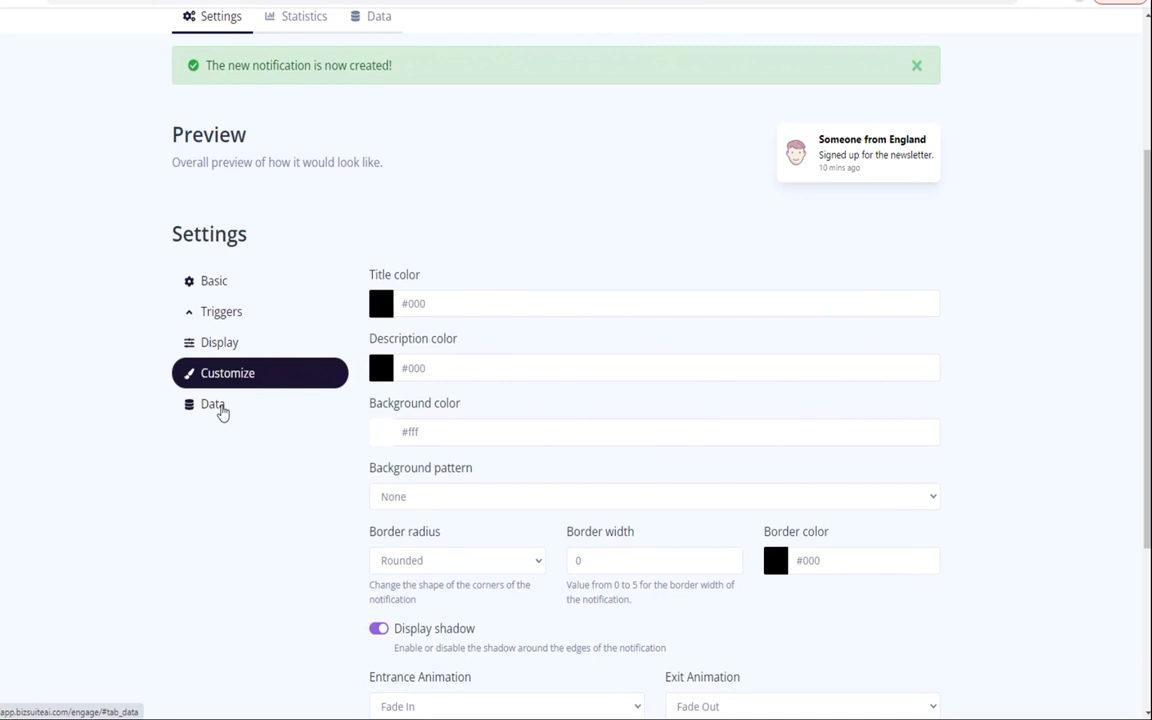 Settings
Statistics
Data
The new notification is now created!
Preview
Overall preview of how it would look like.
Someone from England
Signed up for the newsletter.
10 mins ago
Settings
Basic
Triggers
Display
Customize
Data
Title color
#000
Description color
#000
Background color
#fff
Background pattern
None
Border radius
Border width
Border color
Rounded
0
#000
Change the shape of the corners of the
notification
Value from 0 to 5 for the border width of
the notification.
Display shadow
Enable or disable the shadow around the edges of the notification
Entrance Animation
Exit Animation
Fade In
Fade Out
app.bizsuiteai.com/engage/#tab_data